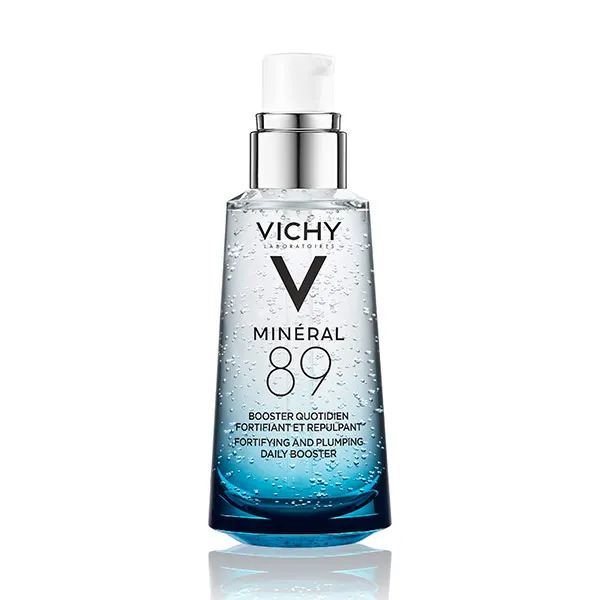 VICHY
LABORATOIRES
V
MINÉRAL
89
BOOSTER QUOTIDIEN
FORTIFIANT ET REPULPANT
FORTIFYING AND PLUMPING
DAILY BOOSTER